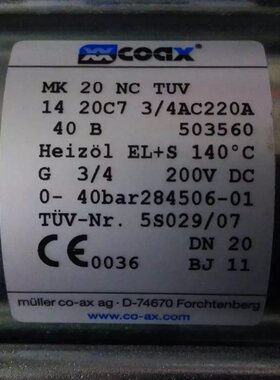 coax®
MK 20 NC TUV
14 20C7 3/4AC220A
40 B 503560
Heizöl EL+S 140°C
G 3/4 200V DC
0- 40bar284506-01
TÜV-Nr. 5S029/07
CE 0036 DN 20
BJ 11
müller co-ax ag · D-74670 Forchtenberg
www.co-ax.com